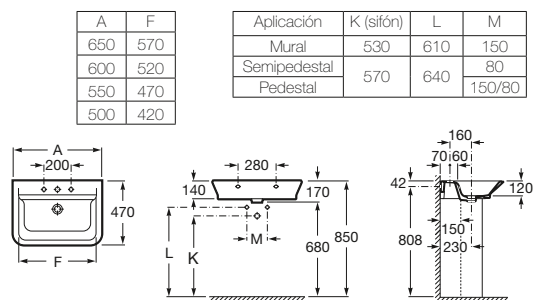 A F
650 570
600 520
550 470
500 420
Aplicación K (sifón) L M
Mural 530 610 150
Semipedestal 570 640 80
Pedestal 150/80
A
200
470
F
280
140 170
M
L K 680 850
160
70 60
42 120
808
150
230